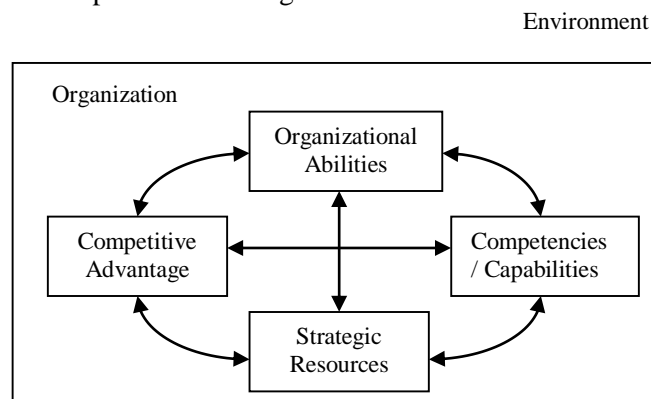 Environment
Organization
Organizational
Abilities
Competitive
Advantage
Competencies
/ Capabilities
Strategic
Resources